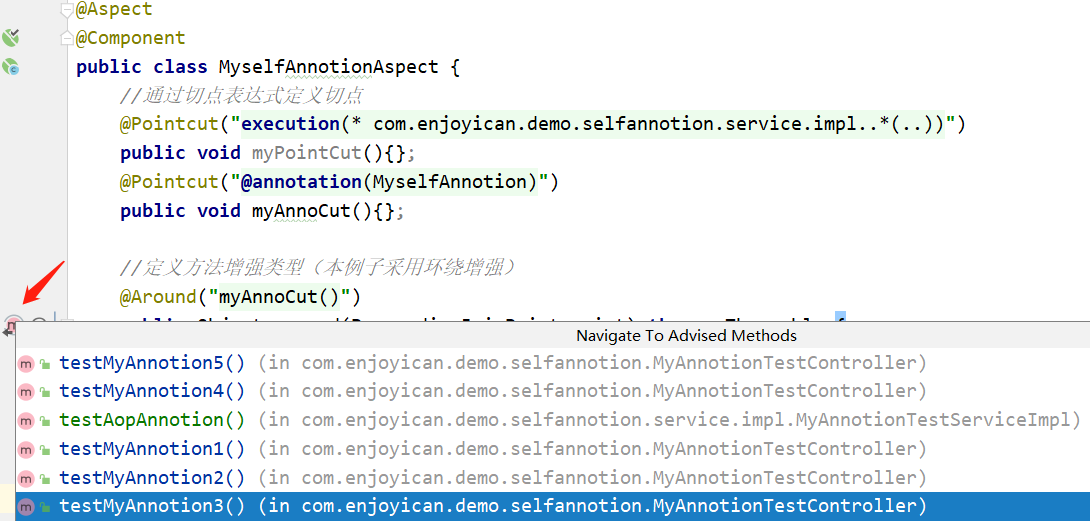 @Aspect
@Component
public class MyselfAnnotionAspect {
//通过切点表达式定义切点
@Pointcut("execution(* com.enjoyican.demo.selfannotion.service.impl..*(..))")
public void myPointCut(){};
@Pointcut("@annotation(MyselfAnnotion)")
public void myAnnoCut(){};
//定义方法增强类型（本例子采用环绕增强）
@Around("myAnnoCut()")
Navigate To Advised Methods
testMyAnnotion5() (in com.enjoyican.demo.selfannotion.MyAnnotionTestController)
testMyAnnotion4() (in com.enjoyican.demo.selfannotion.MyAnnotionTestController)
testAopAnnotion() (in com.enjoyican.demo.selfannotion.service.impl.MyAnnotionTestServiceImpl)
testMyAnnotion1() (in com.enjoyican.demo.selfannotion.MyAnnotionTestController)
testMyAnnotion2() (in com.enjoyican.demo.selfannotion.MyAnnotionTestController)
testMyAnnotion3() (in com.enjoyican.demo.selfannotion.MyAnnotionTestController)